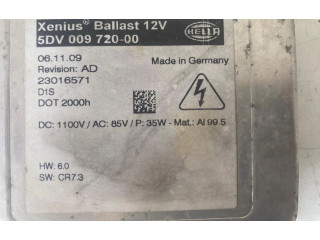 Xenius® Ballast 12V
5DV 009 720-00
HELLA
06.11.09
Revision: AD
Made in Germany
23016571
D1S
DOT 2000h
DC: 1100V / AC: 85V / P: 35W - Mat.: Al 99.5
HW: 6.0
SW: CR7.3